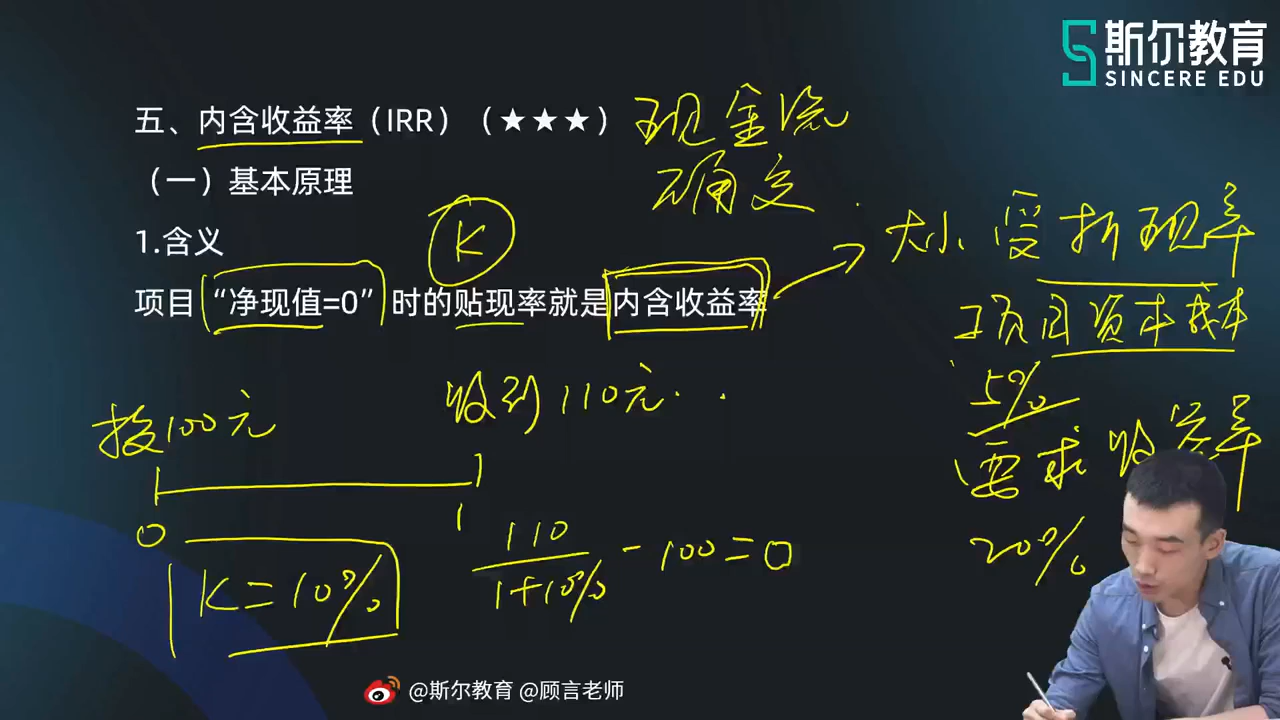 斯尔教育
SINCERE EDU
五、内含收益率（IRR）（★★★）
现金流
确定
（一）基本原理
1.含义
K
大小受折现率
项目“净现值=0”时的贴现率就是内含收益率
项目资本成本
5%
投100元
收到110元..
要求收益率
0
1
K=10%
110
1+10%
-100=0
20%
@斯尔教育 @顾言老师